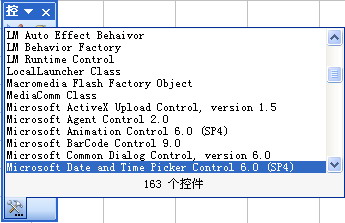 控
LM Auto Effect Behaivor
LM Behavior Factory
LM Runtime Control
LocalLauncher Class
Macromedia Flash Factory Object
MediaComm Class
Microsoft ActiveX Upload Control, version 1.5
Microsoft Agent Control 2.0
Microsoft Animation Control 6.0 (SP4)
Microsoft BarCode Control 9.0
Microsoft Common Dialog Control, version 6.0
Microsoft Date and Time Picker Control 6.0 (SP4)
163 个控件